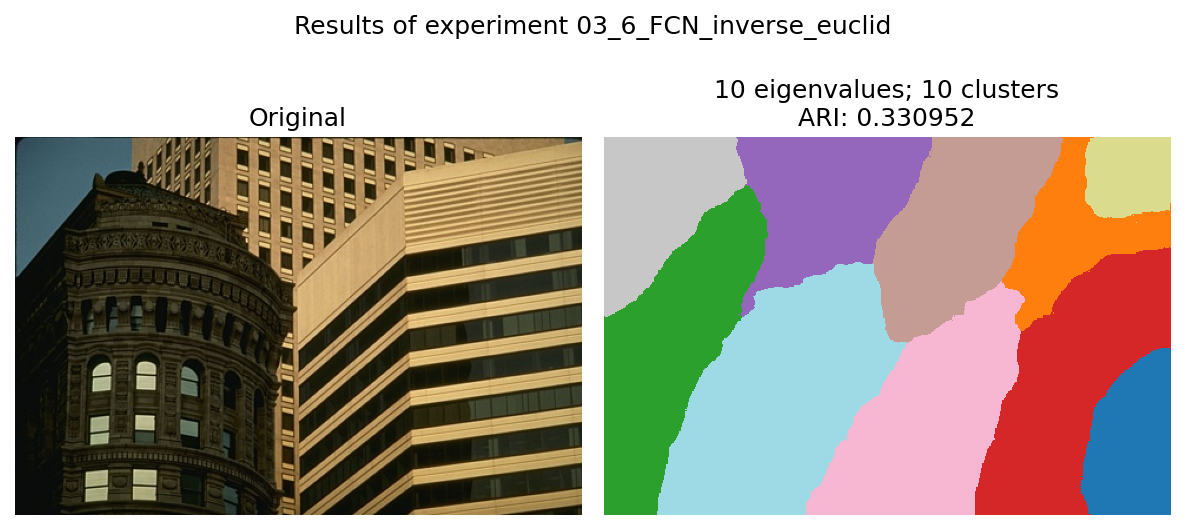 Results of experiment 03_6_FCN_inverse_euclid
Original
10 eigenvalues; 10 clusters
ARI: 0.330952